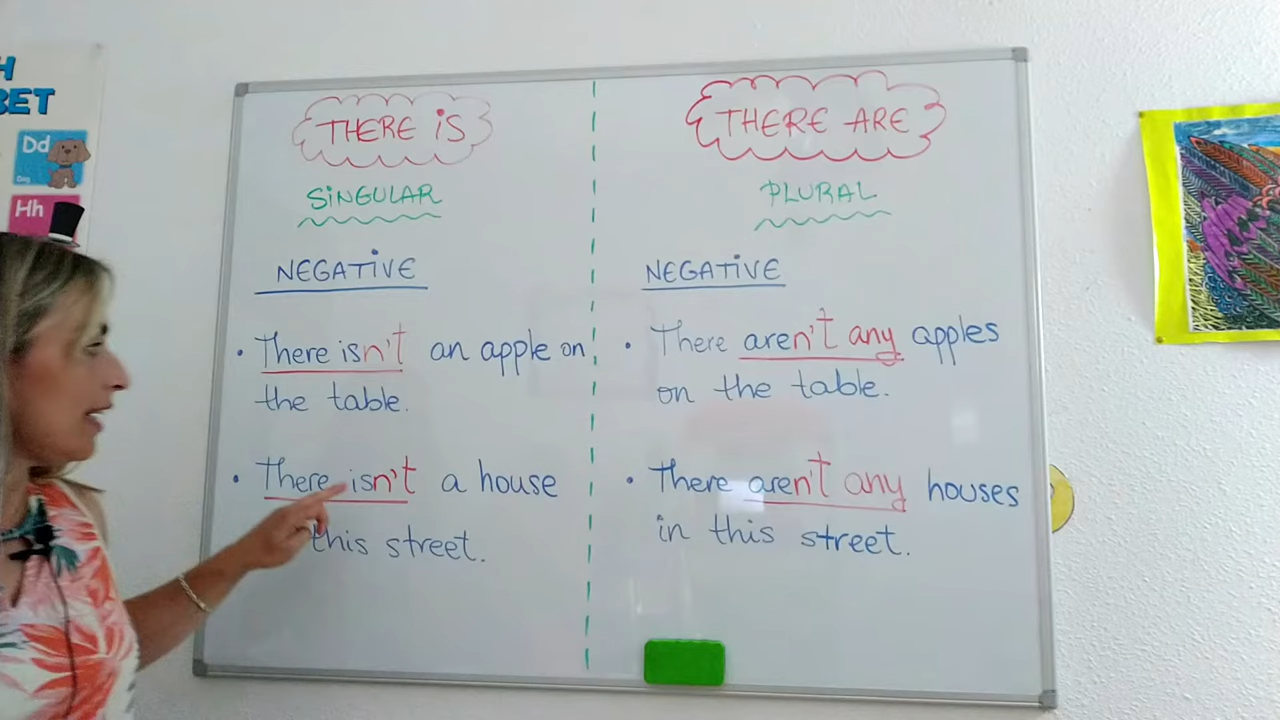 H
BET
Dd
Dog
Hh
THERE iS
SiNGULAR
NEGATiVE
• There isn't an apple on
the table.
• There isn't a house
this street.
THERE ARE
PLURAL
NEGATiVE
• There aren't any apples
on the table.
• There aren't any houses
in this street.